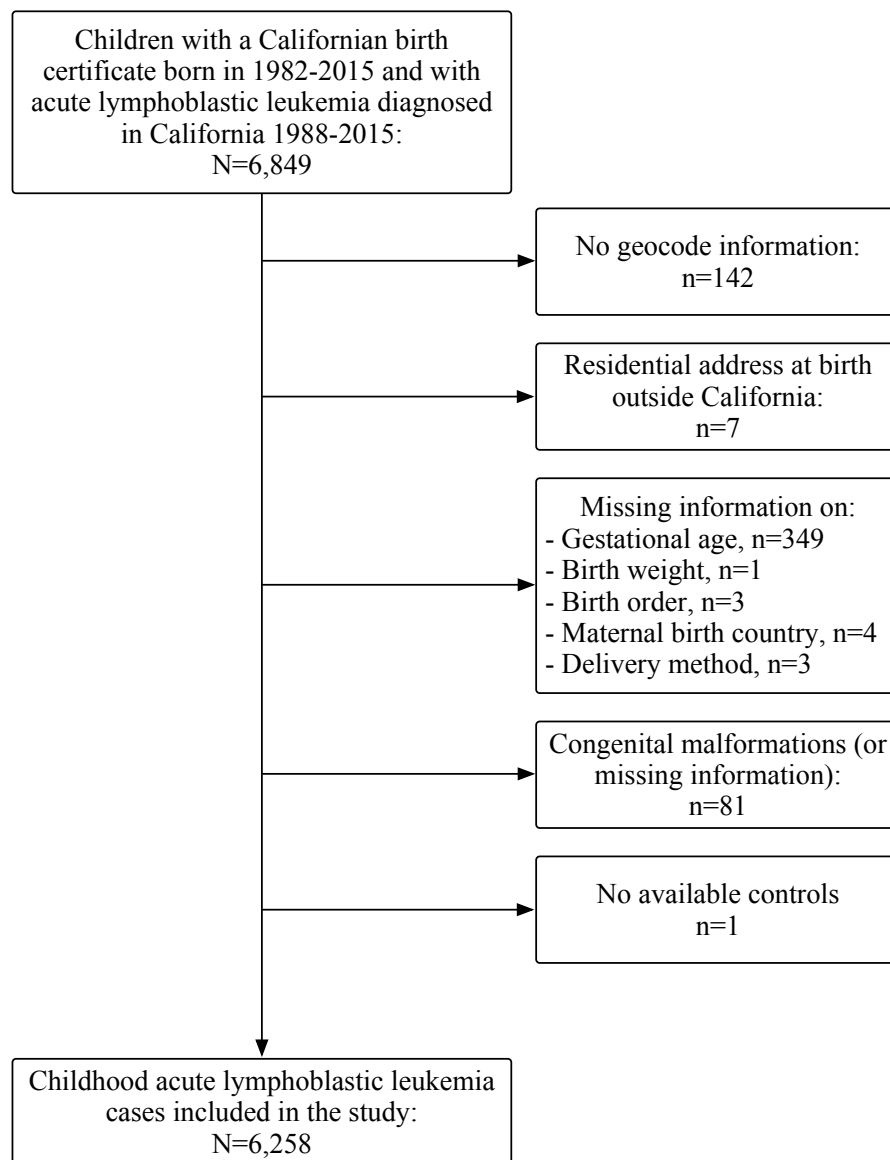 Children with a Californian birth
certificate born in 1982-2015 and with
acute lymphoblastic leukemia diagnosed
in California 1988-2015:
N=6,849
No geocode information:
n=142
Residential address at birth
outside California:
n=7
Missing information on:
- Gestational age, n=349
- Birth weight, n=1
- Birth order, n=3
- Maternal birth country, n=4
- Delivery method, n=3
Congenital malformations (or
missing information):
n=81
No available controls
n=1
Childhood acute lymphoblastic leukemia
cases included in the study:
N=6,258